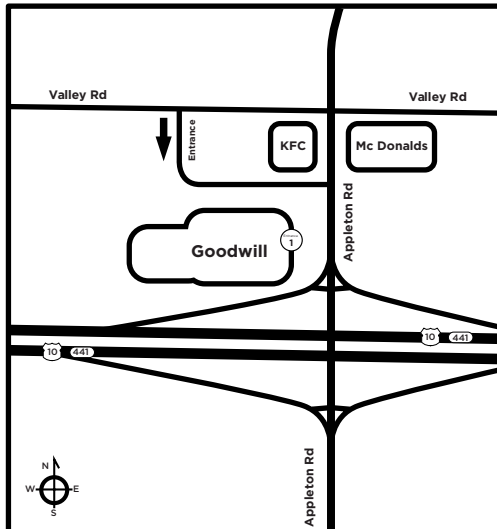 Valley Rd
Valley Rd
Entrance
KFC
Mc Donalds
Appleton Rd
Goodwill
1
10 441
10 441
Appleton Rd
N
W E
S